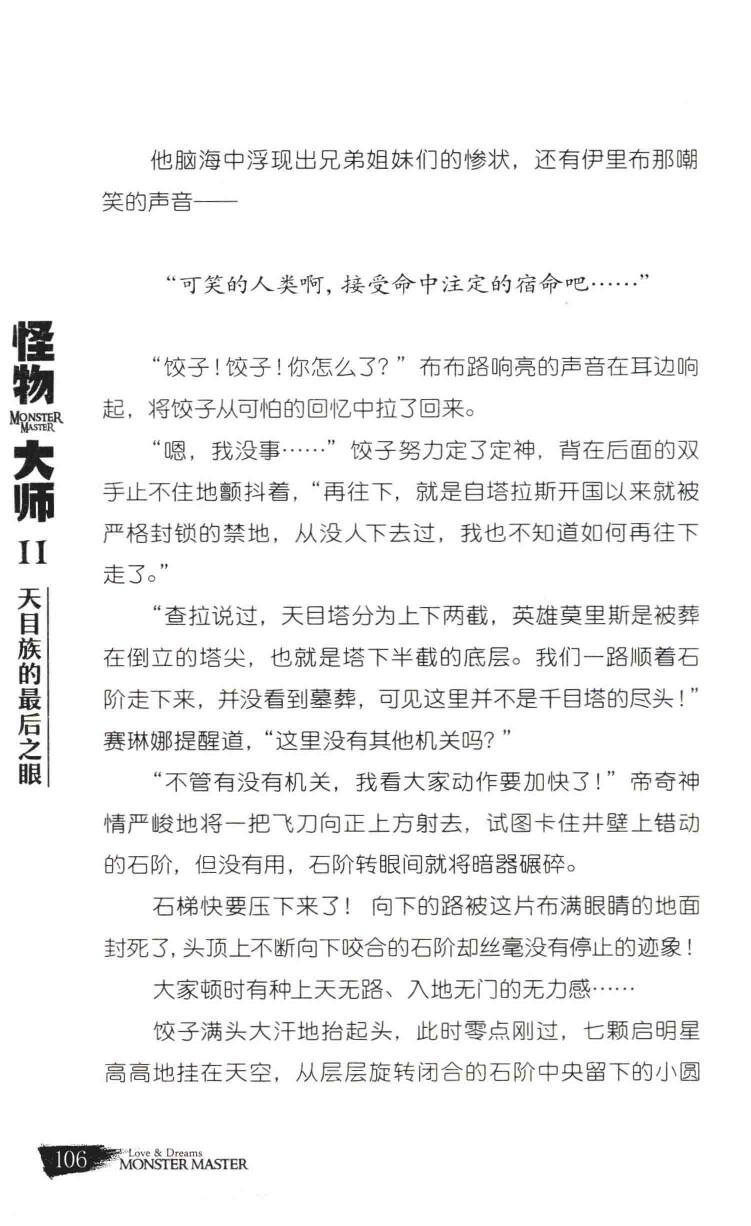 他脑海中浮现出兄弟姐妹们的惨状，还有伊里布那嘲
笑的声音——
“可笑的人类啊，接受命中注定的宿命吧……”
“饺子！饺子！你怎么了？”布布路响亮的声音在耳边响
起，将饺子从可怕的回忆中拉了回来。
“嗯，我没事……”饺子努力定了定神，背在后面的双
手止不住地颤抖着，“再往下，就是自塔拉斯开国以来就被
严格封锁的禁地，从没人下去过，我也不知道如何再往下
走了。”
“查拉说过，天目塔分为上下两截，英雄莫里斯是被葬
在倒立的塔尖，也就是塔下半截的底层。我们一路顺着石
阶走下来，并没看到墓葬，可见这里并不是千目塔的尽头！”
赛琳娜提醒道，“这里没有其他机关吗？”
“不管有没有机关，我看大家动作要加快了！”帝奇神
情严峻地将一把飞刀向正上方射去，试图卡住井壁上错动
的石阶，但没有用，石阶转眼间就将暗器碾碎。
石梯快要压下来了！向下的路被这片布满眼睛的地面
封死了，头顶上不断向下咬合的石阶却丝毫没有停止的迹象！
大家顿时有种上天无路、入地无门的无力感……
饺子满头大汗地抬起头，此时零点刚过，七颗启明星
高高地挂在天空，从层层旋转闭合的石阶中央留下的小圆
怪物
MONSTER
MASTER
大师
II
天目族的最后之眼
106
Love & Dreams
MONSTER MASTER